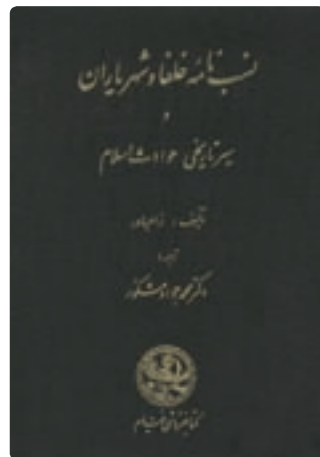 نسب نامه خلفا و شهریاران
و
سیر تاریخی حوادث اسلام
تألیف : زامباور
ترجمه
دکتر محمد جواد مشکور
کتابفروشی خیام